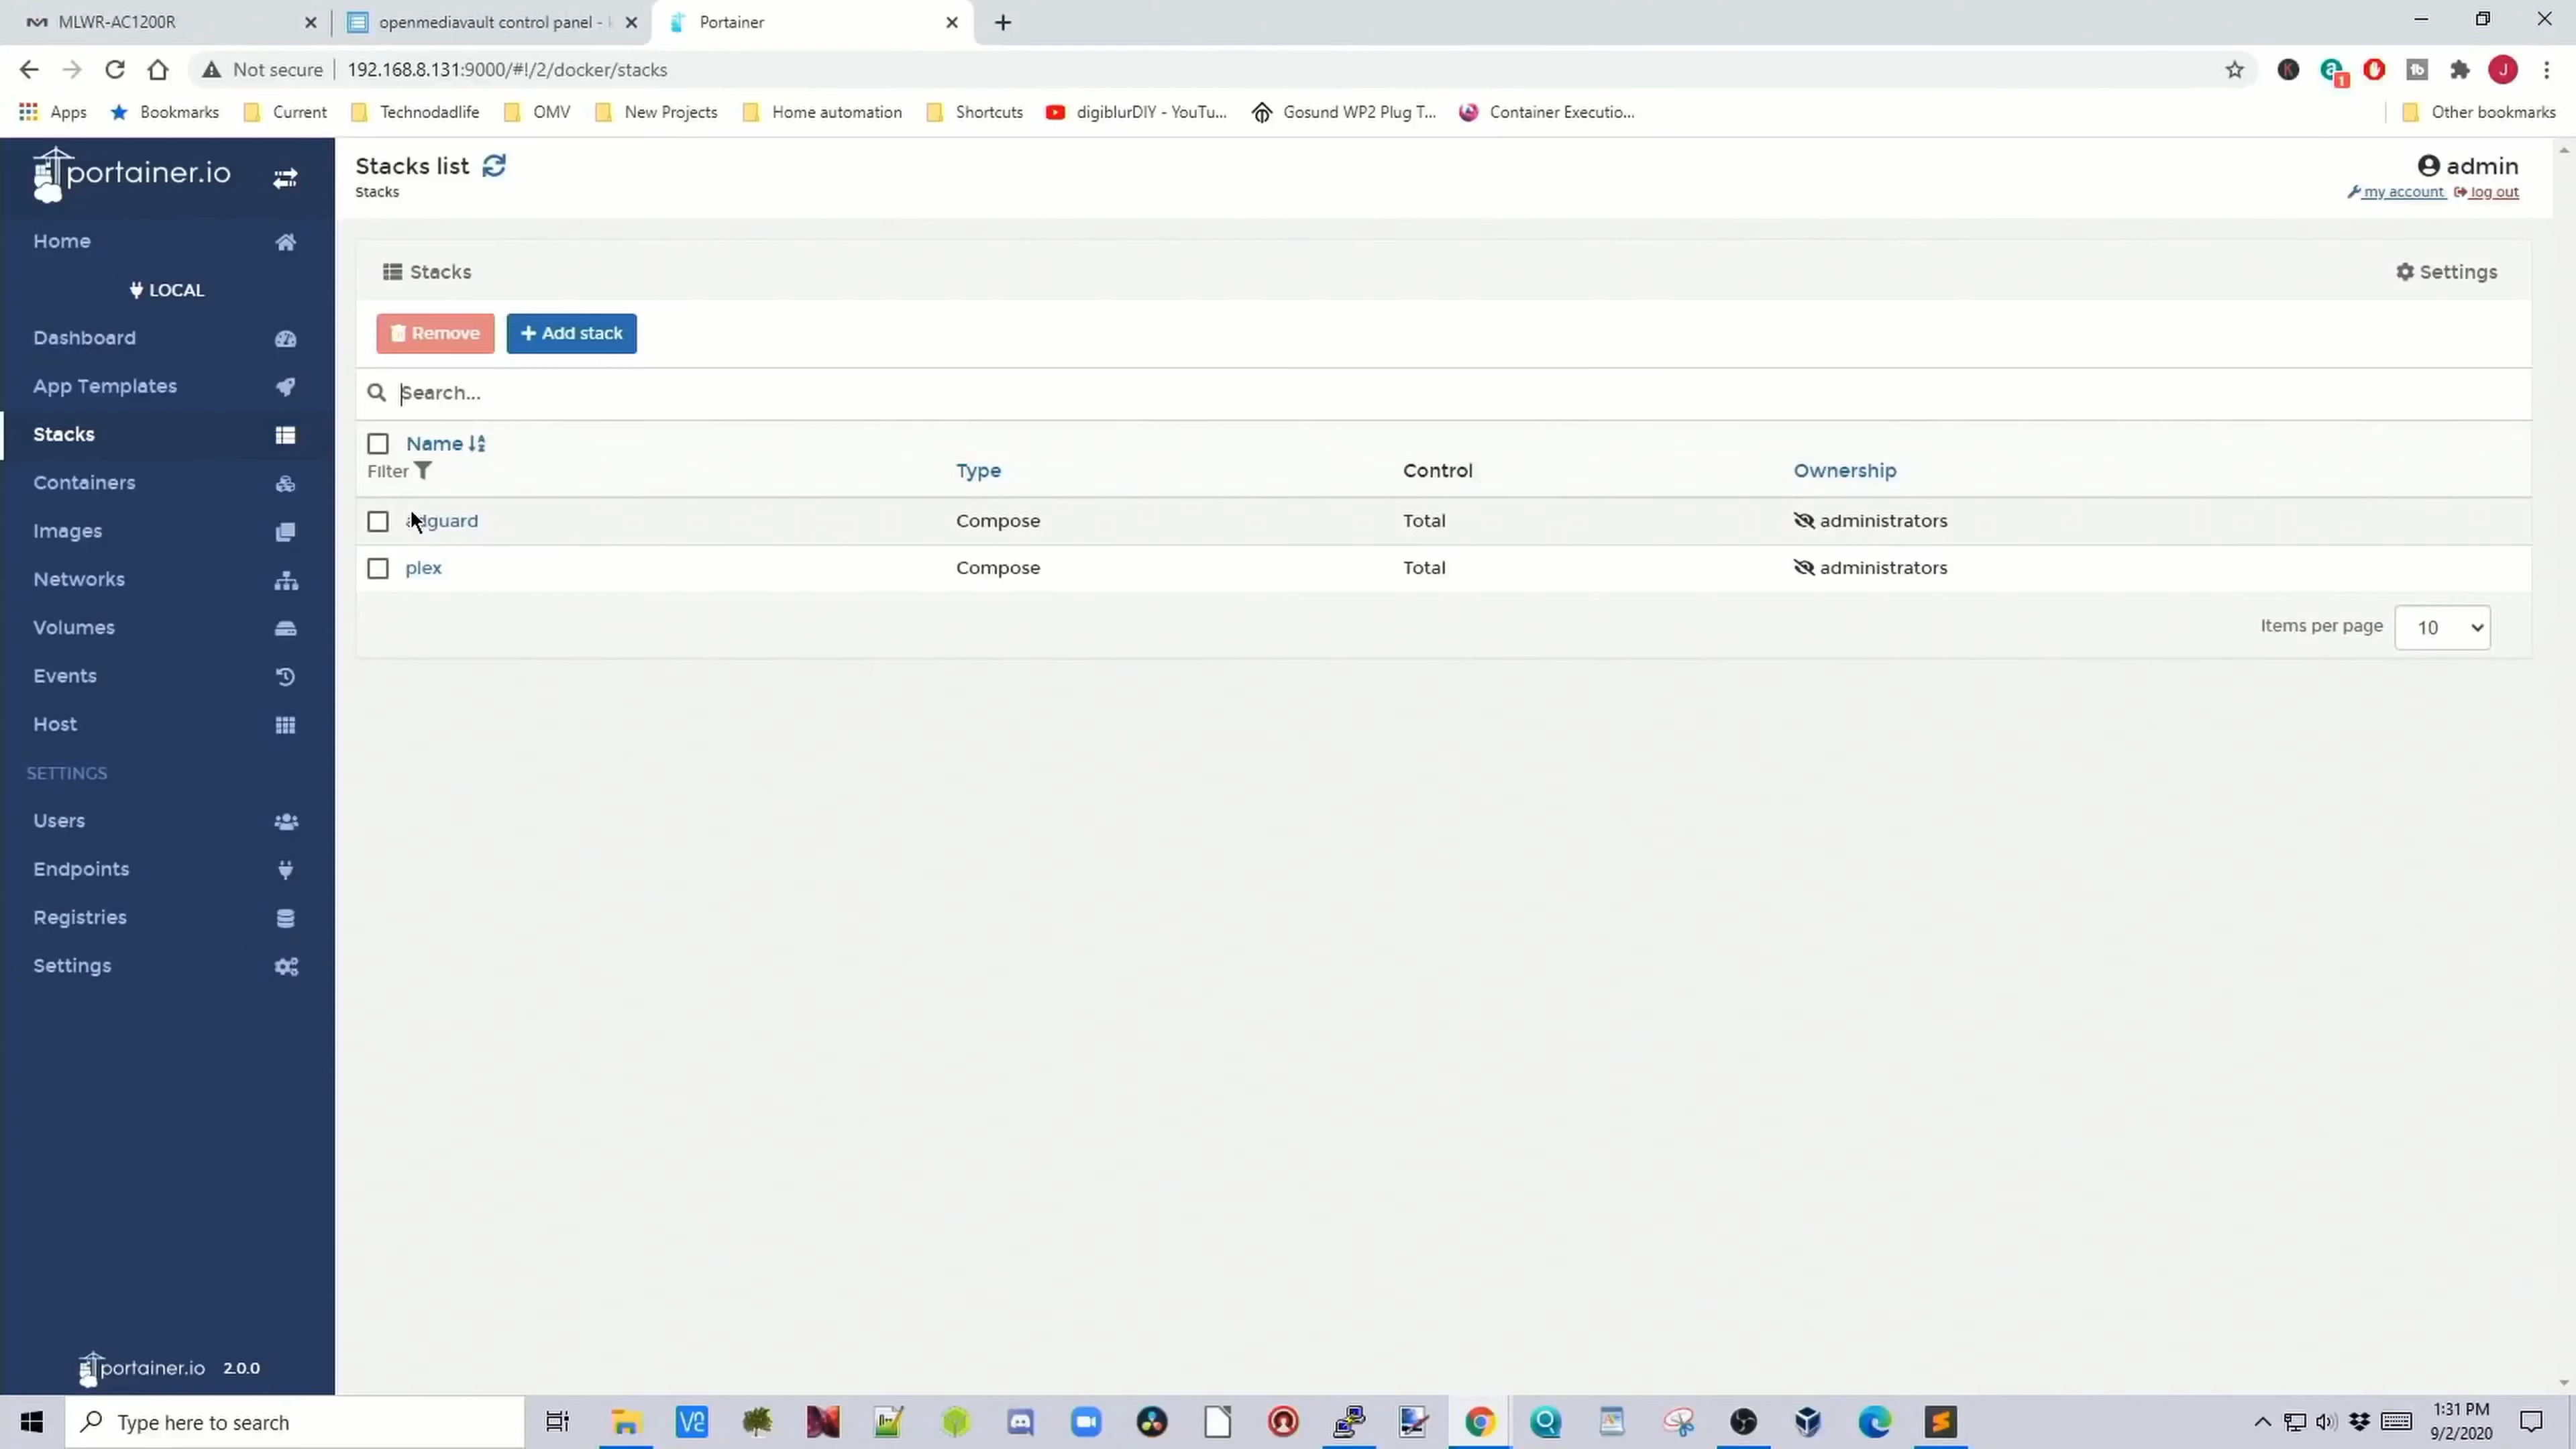 MLWR-AC1200R
openmediavault control panel -
Portainer
Not secure
192.168.8.131:9000/#!/2/docker/stacks
Apps
Bookmarks
Current
Technodadlife
OMV
New Projects
Home automation
Shortcuts
digiblurDIY - YouTu...
Gosund WP2 Plug T...
Container Executio...
Other bookmarks
portainer.io
Stacks list
Stacks
admin
my account
log out
Home
LOCAL
Dashboard
App Templates
Stacks
Containers
Images
Networks
Volumes
Events
Host
SETTINGS
Users
Endpoints
Registries
Settings
portainer.io 2.0.0
Stacks
Settings
Remove
+ Add stack
Search...
Name
Filter
Type
Control
Ownership
adguard
Compose
Total
administrators
plex
Compose
Total
administrators
Items per page
10
Type here to search
1:31 PM
9/2/2020